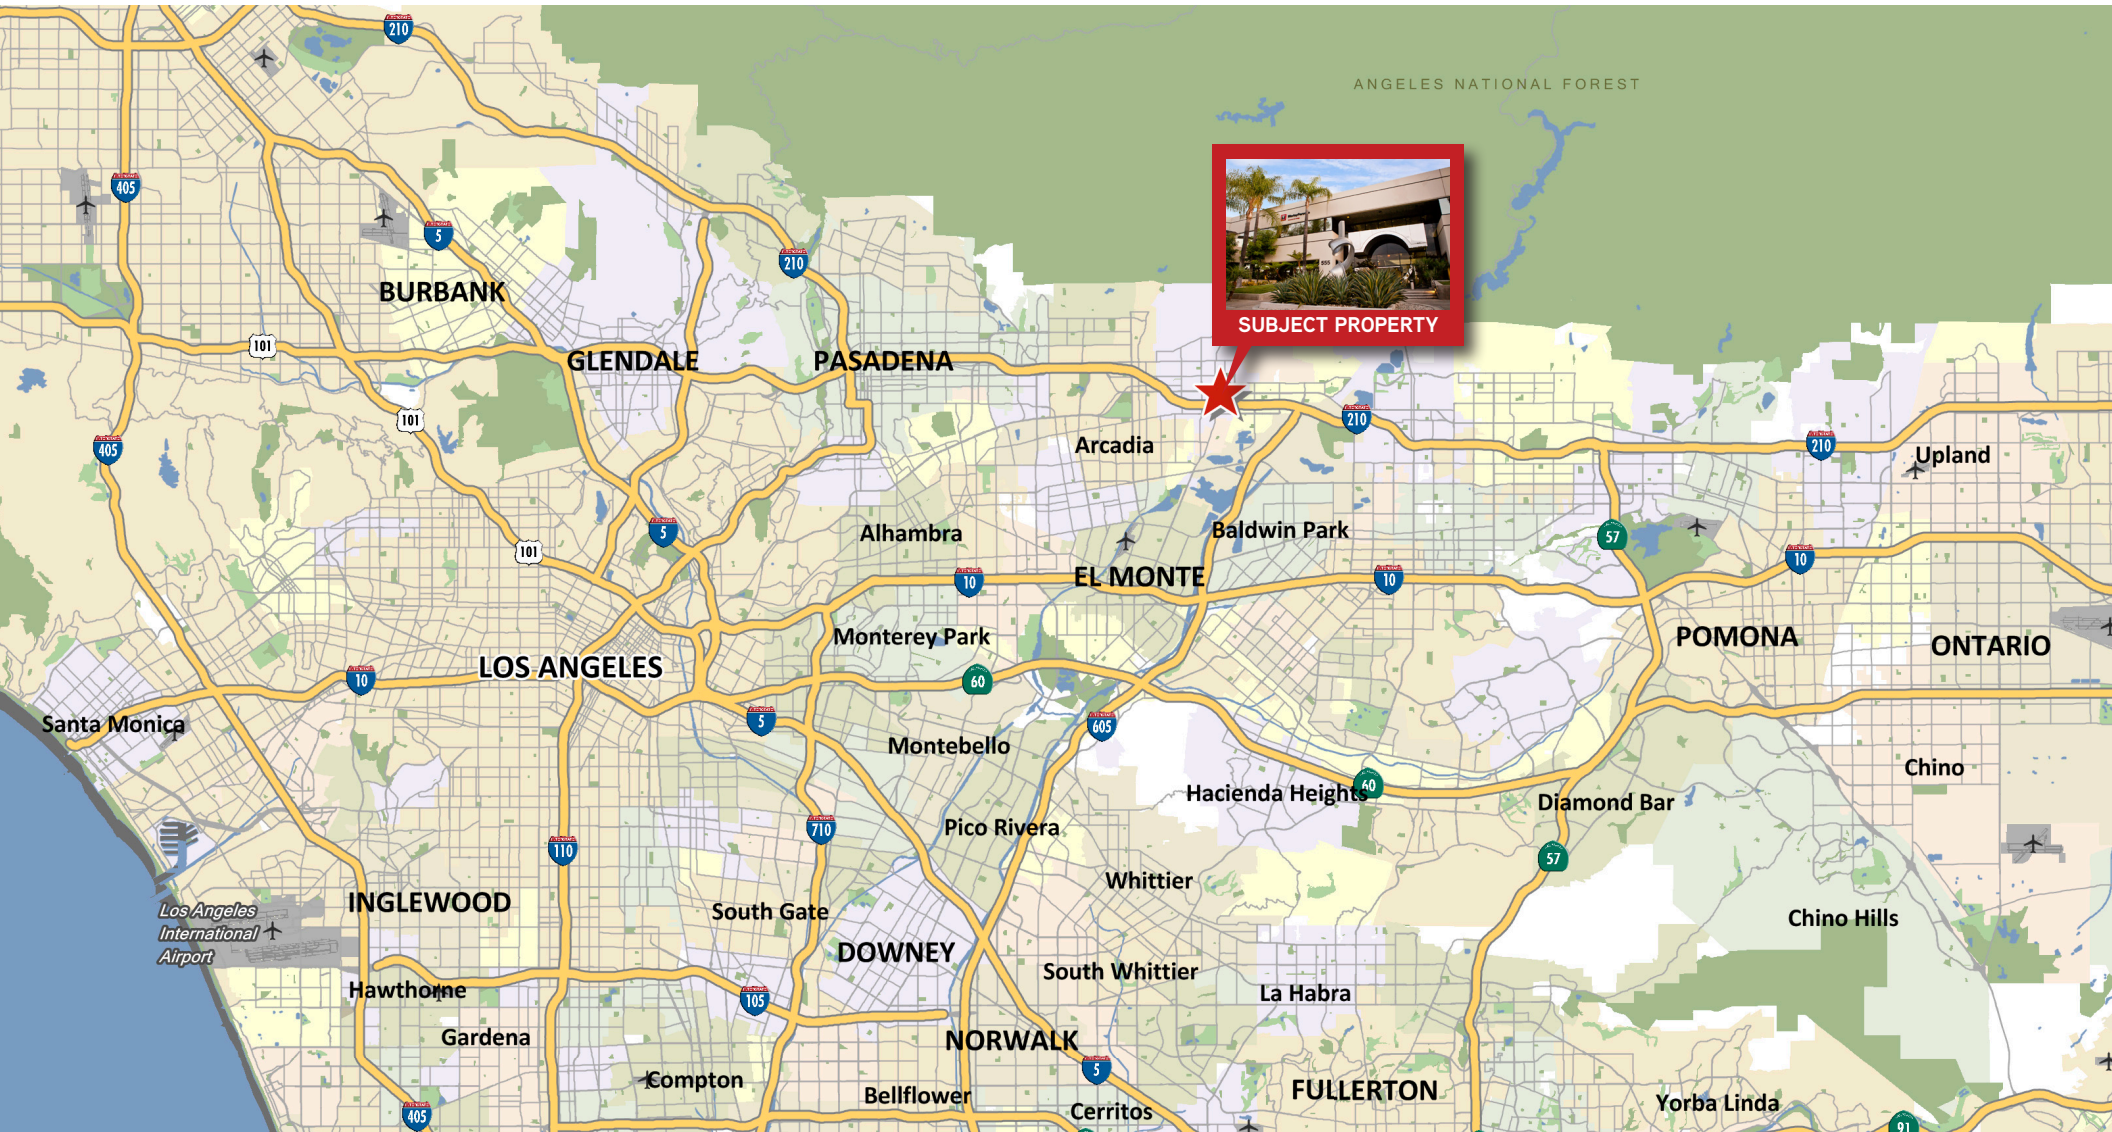 210
ANGELES NATIONAL FOREST
405
5
210
BURBANK
SUBJECT PROPERTY
101
GLENDALE
PASADENA
101
405
210
Arcadia
210
Upland
5
Alhambra
Baldwin Park
57
101
10
EL MONTE
10
10
Monterey Park
POMONA
ONTARIO
LOS ANGELES
10
60
Santa Monica
5
605
Montebello
Chino
Hacienda Heights
60
Diamond Bar
710
Pico Rivera
110
57
Whittier
INGLEWOOD
South Gate
Los Angeles
International
Airport
Chino Hills
DOWNEY
South Whittier
Hawthorne
105
La Habra
Gardena
NORWALK
5
Compton
Bellflower
FULLERTON
Cerritos
Yorba Linda
405
91